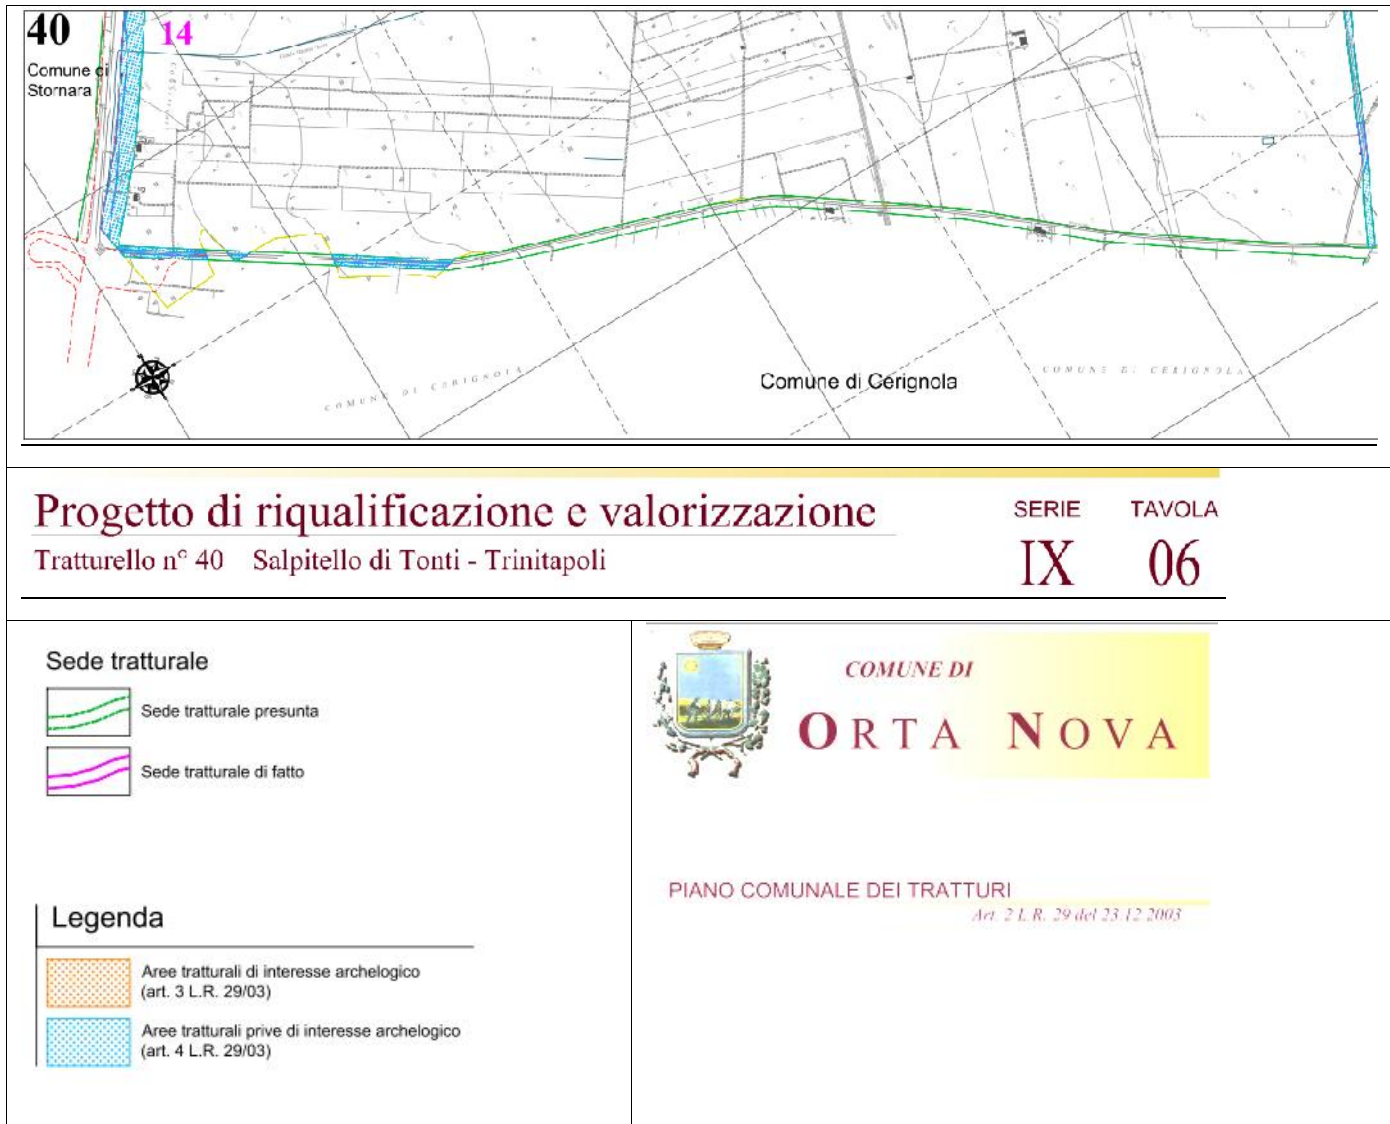 40
14
Comune di
Stornara
COMUNE DI CERIGNOLA
Comune di Cerignola
COMUNE DI CERIGNOLA
Progetto di riqualificazione e valorizzazione
Tratturello n° 40 Salpitello di Tonti - Trinitapoli
SERIE TAVOLA
IX 06
Sede tratturale
Sede tratturale presunta
Sede tratturale di fatto
Legenda
Aree tratturali di interesse archelogico
(art. 3 L.R. 29/03)
Aree tratturali prive di interesse archelogico
(art. 4 L.R. 29/03)
COMUNE DI
ORTA NOVA
PIANO COMUNALE DEI TRATTURI
Art. 2 L.R. 29 del 23.12.2003